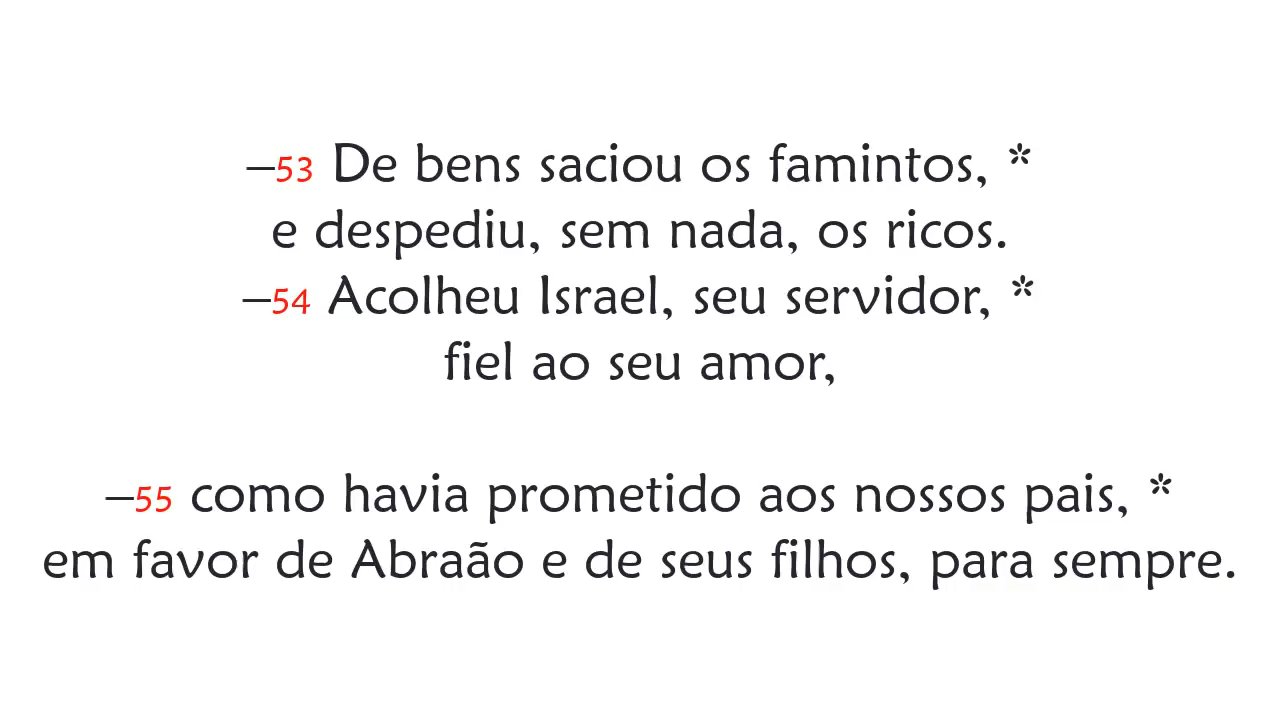 –53 De bens saciou os famintos, *
e despediu, sem nada, os ricos.
–54 Acolheu Israel, seu servidor, *
fiel ao seu amor,
–55 como havia prometido aos nossos pais, *
em favor de Abraão e de seus filhos, para sempre.